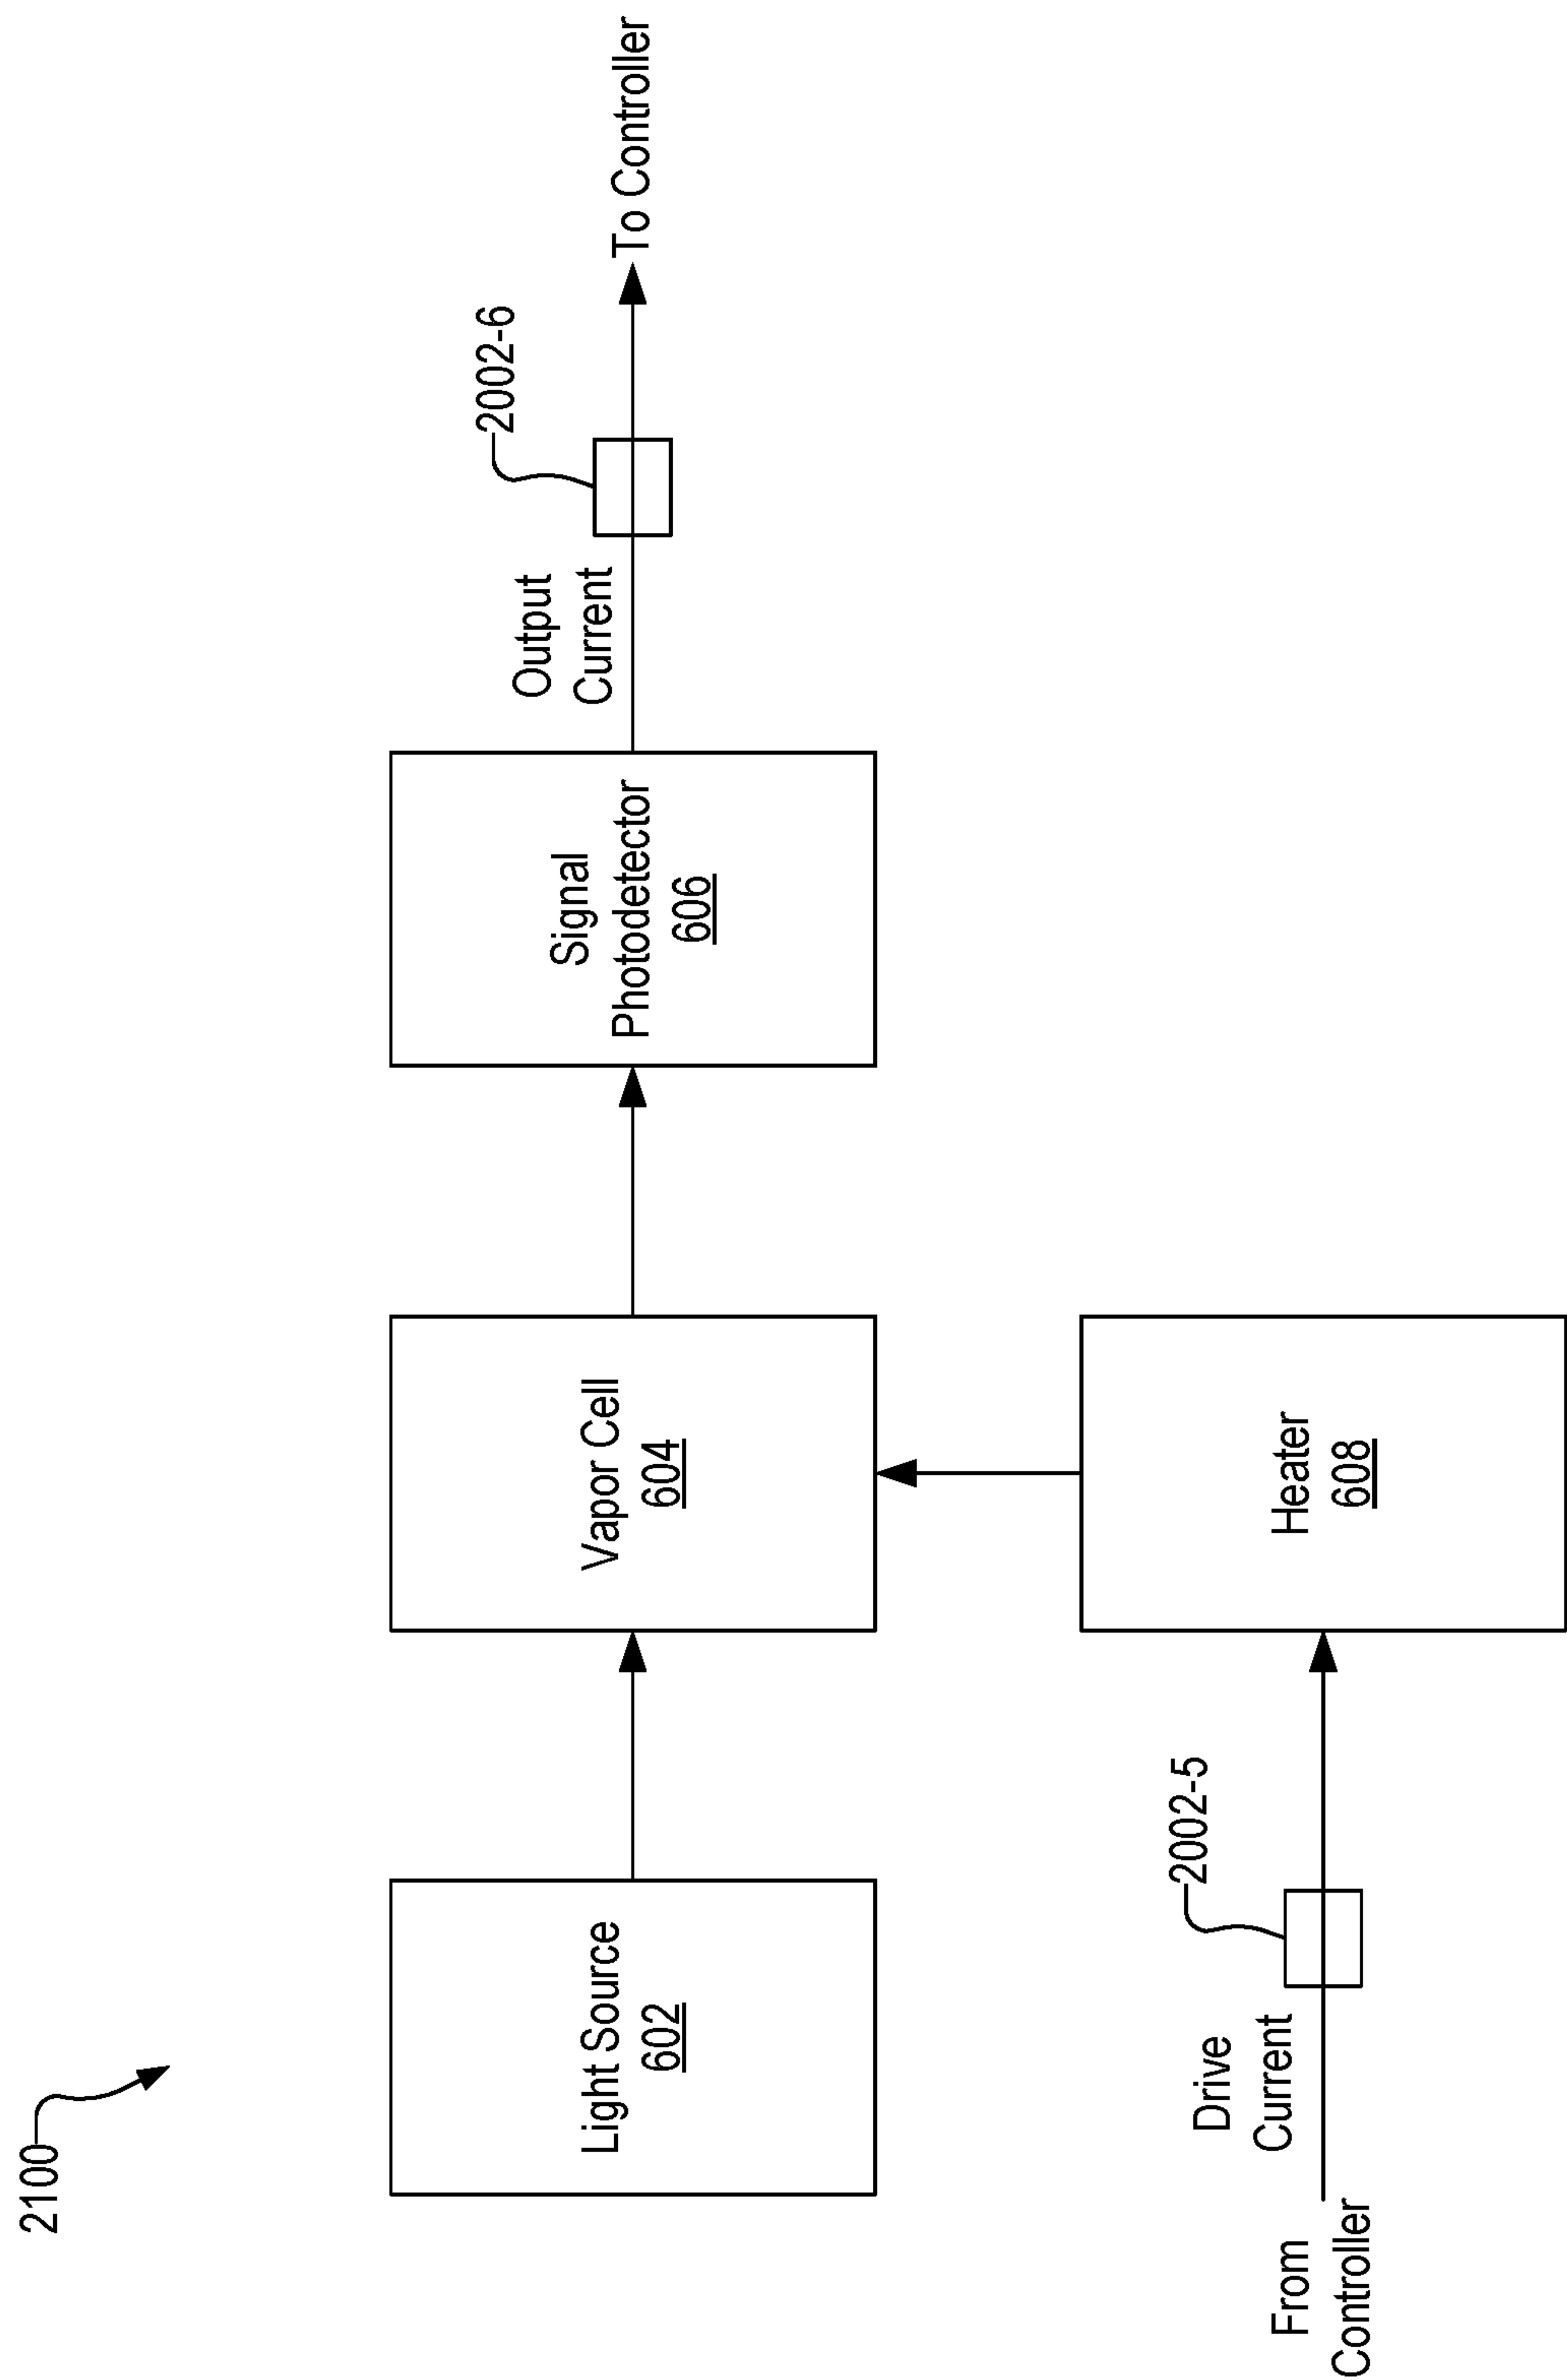 2100
Light Source
602
Vapor Cell
604
Signal
Photodetector
606
Output
Current
2002-6
To Controller
From
Controller
Drive
Current
2002-5
Heater
608